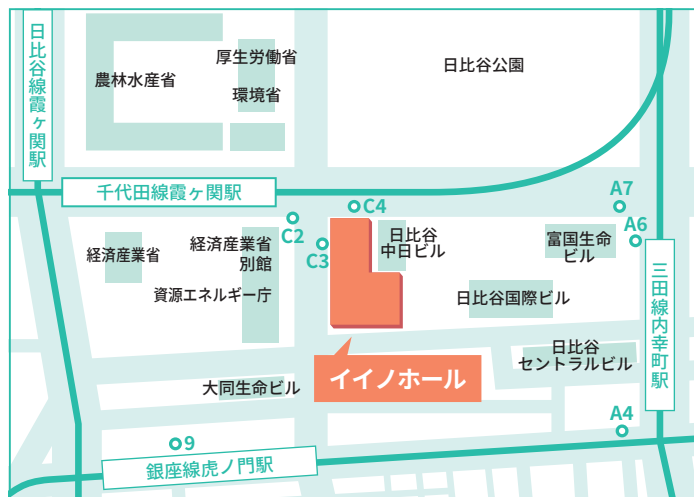 日比谷線霞ヶ関駅
農林水産省
厚生労働省
環境省
日比谷公園
千代田線霞ヶ関駅
C4
A7
C2
C3
A6
経済産業省
経済産業省
別館
資源エネルギー庁
日比谷
中日ビル
富国生命
ビル
日比谷国際ビル
三田線内幸町駅
イイノホール
日比谷
セントラルビル
大同生命ビル
A4
9
銀座線虎ノ門駅